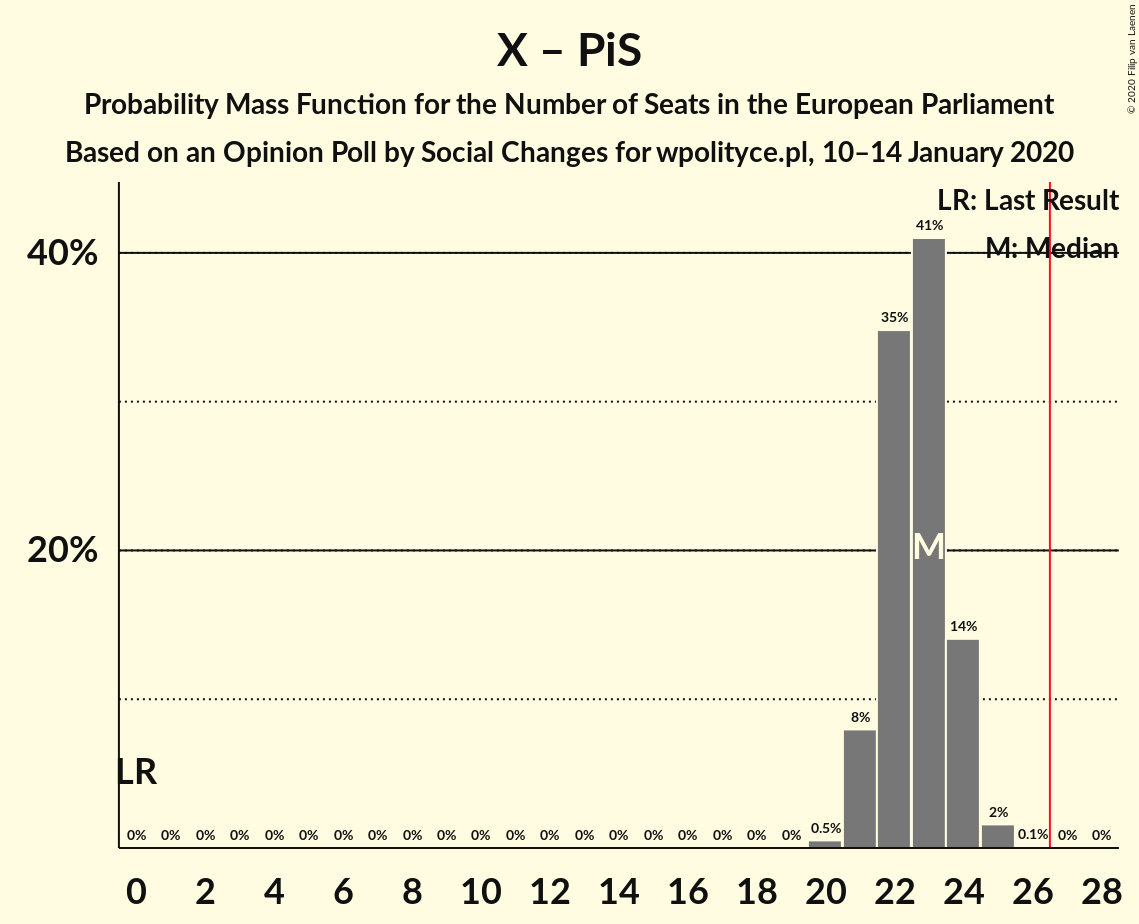 X – PiS
Probability Mass Function for the Number of Seats in the European Parliament
Based on an Opinion Poll by Social Changes for wpolityce.pl, 10–14 January 2020
© 2020 Filip van Laenen
LR: Last Result
M: Median
40%
20%
41%
35%
M
14%
8%
LR
2%
0% 0% 0% 0% 0% 0% 0% 0% 0% 0% 0% 0% 0% 0% 0% 0% 0% 0% 0% 0% 0.5% 0.1% 0% 0%
0 2 4 6 8 10 12 14 16 18 20 22 24 26 28